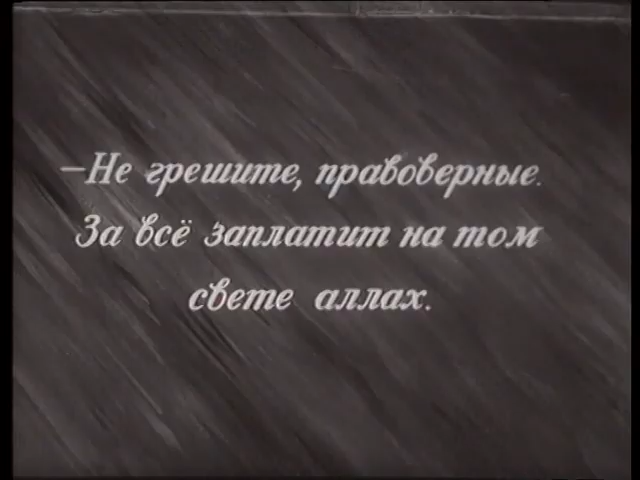 —Не грешите, правоверные.
За всё заплатит на том
свете аллах.